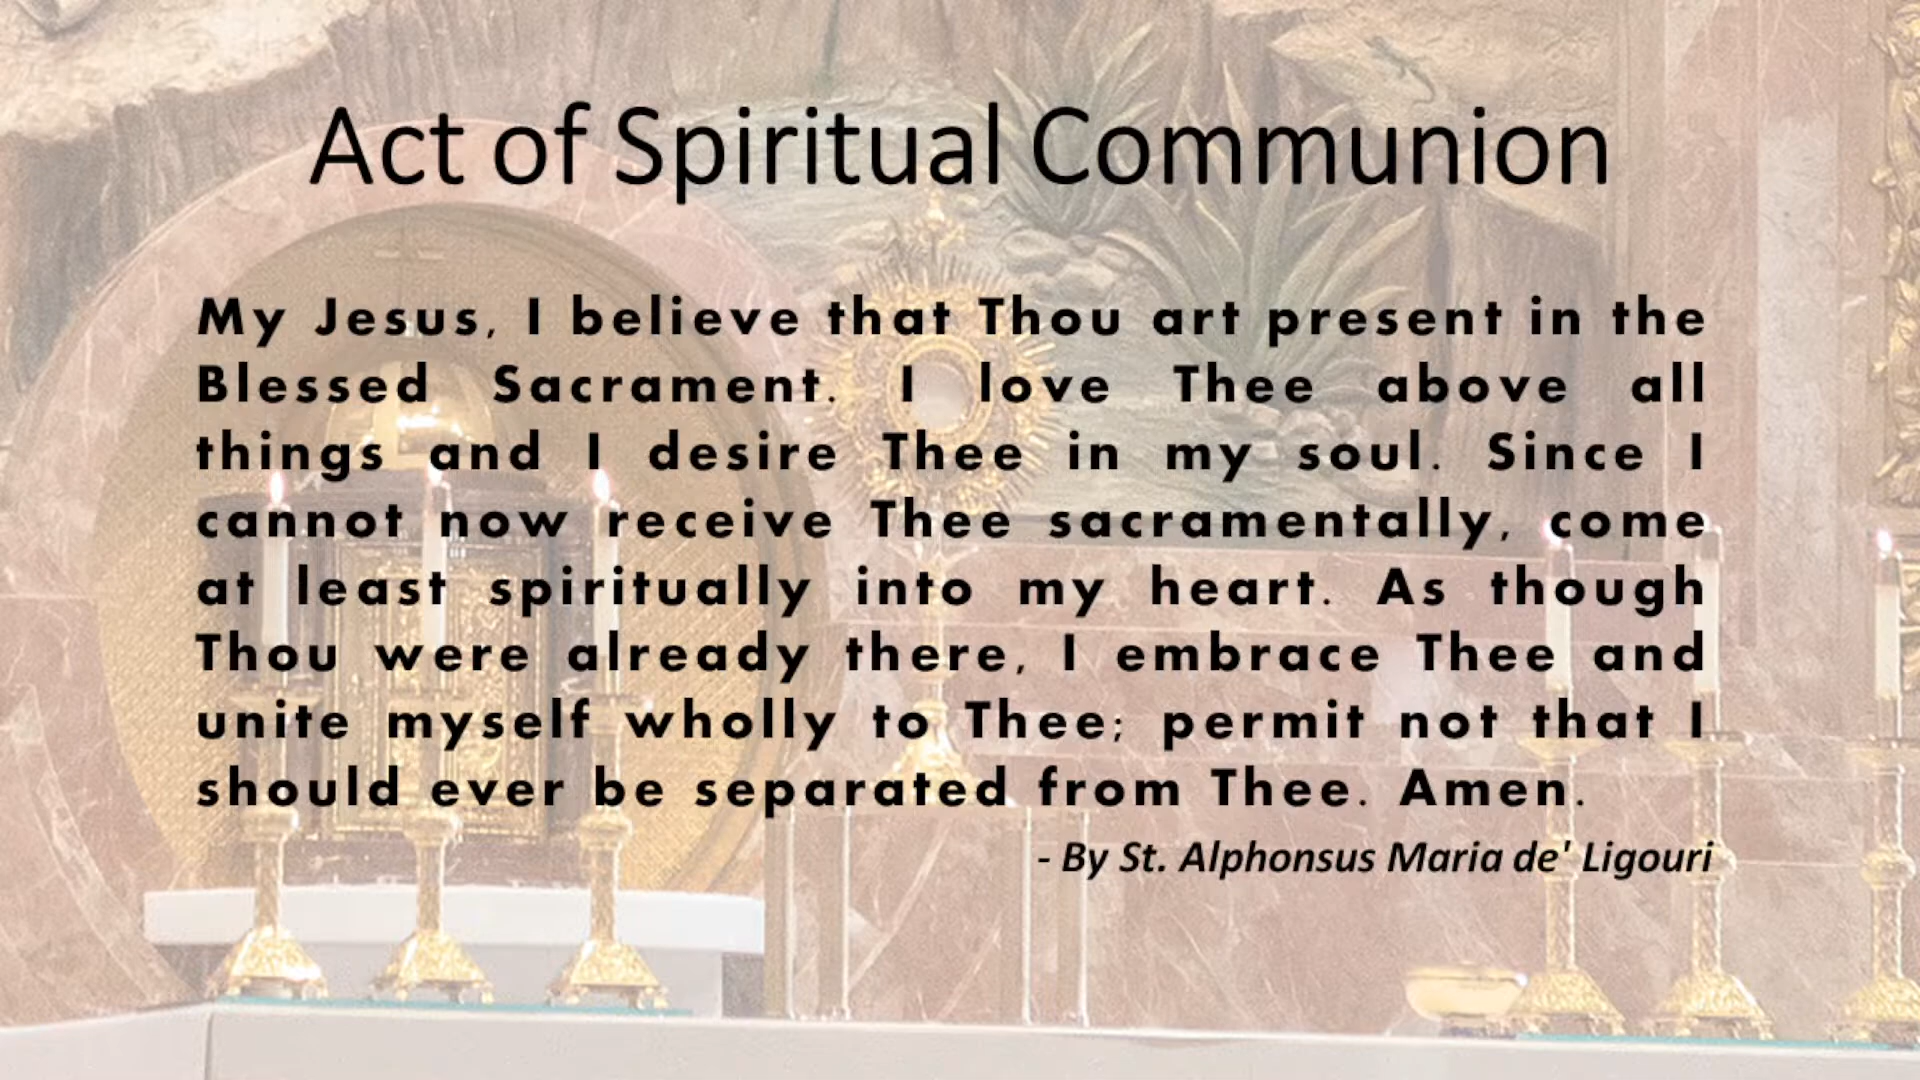 Act of Spiritual Communion
My Jesus, I believe that Thou art present in the
Blessed Sacrament. I love Thee above all
things and I desire Thee in my soul. Since I
cannot now receive Thee sacramentally, come
at least spiritually into my heart. As though
Thou were already there, I embrace Thee and
unite myself wholly to Thee; permit not that I
should ever be separated from Thee. Amen.
- By St. Alphonsus Maria de' Ligouri